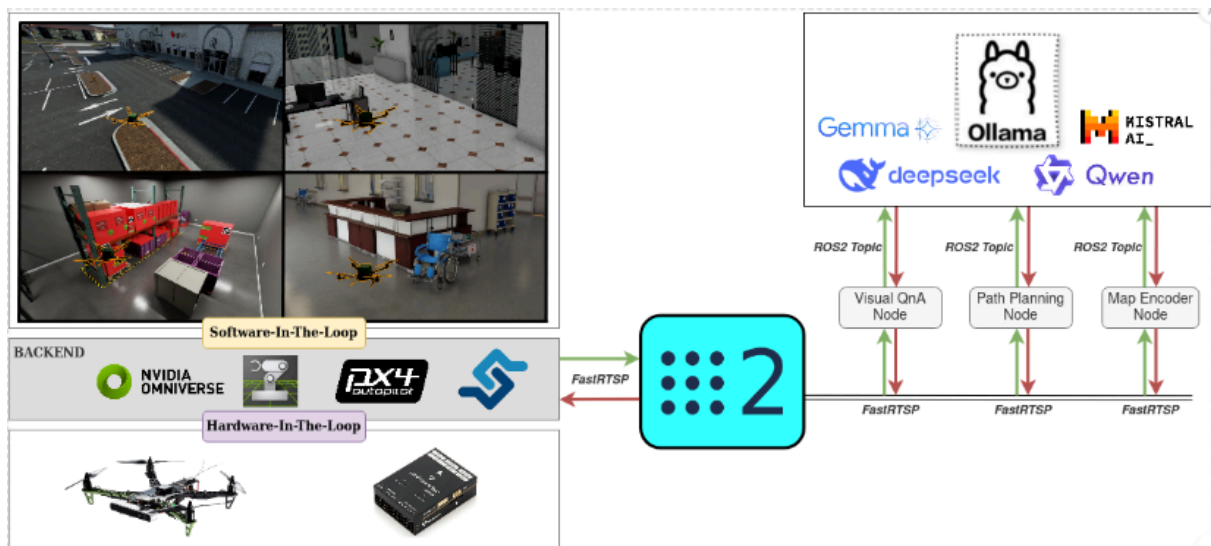 Software-In-The-Loop
BACKEND
NVIDIA
OMNIVERSE
px4
autopilot
Hardware-In-The-Loop
FastRTSP
2
Gemma
Ollama
MISTRAL
AI_
deepseek
Qwen
ROS2 Topic
ROS2 Topic
ROS2 Topic
Visual QnA
Node
Path Planning
Node
Map Encoder
Node
FastRTSP
FastRTSP
FastRTSP